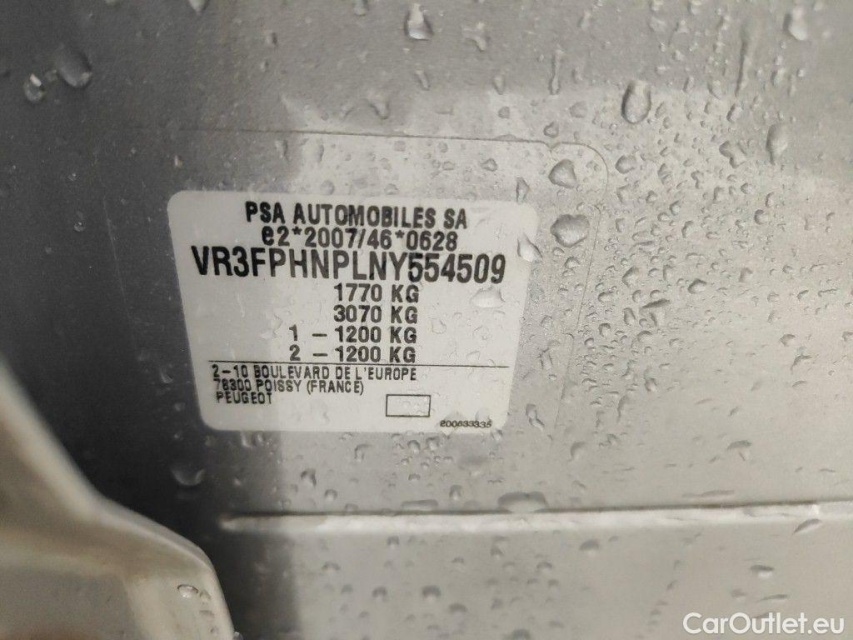 PSA AUTOMOBILES SA
e2*2007/46*0628
VR3FPHNPLNY554509
1770 KG
3070 KG
1 - 1200 KG
2 - 1200 KG
2-10 BOULEVARD DE L'EUROPE
78300 POISSY (FRANCE)
PEUGEOT
CarOutlet.eu